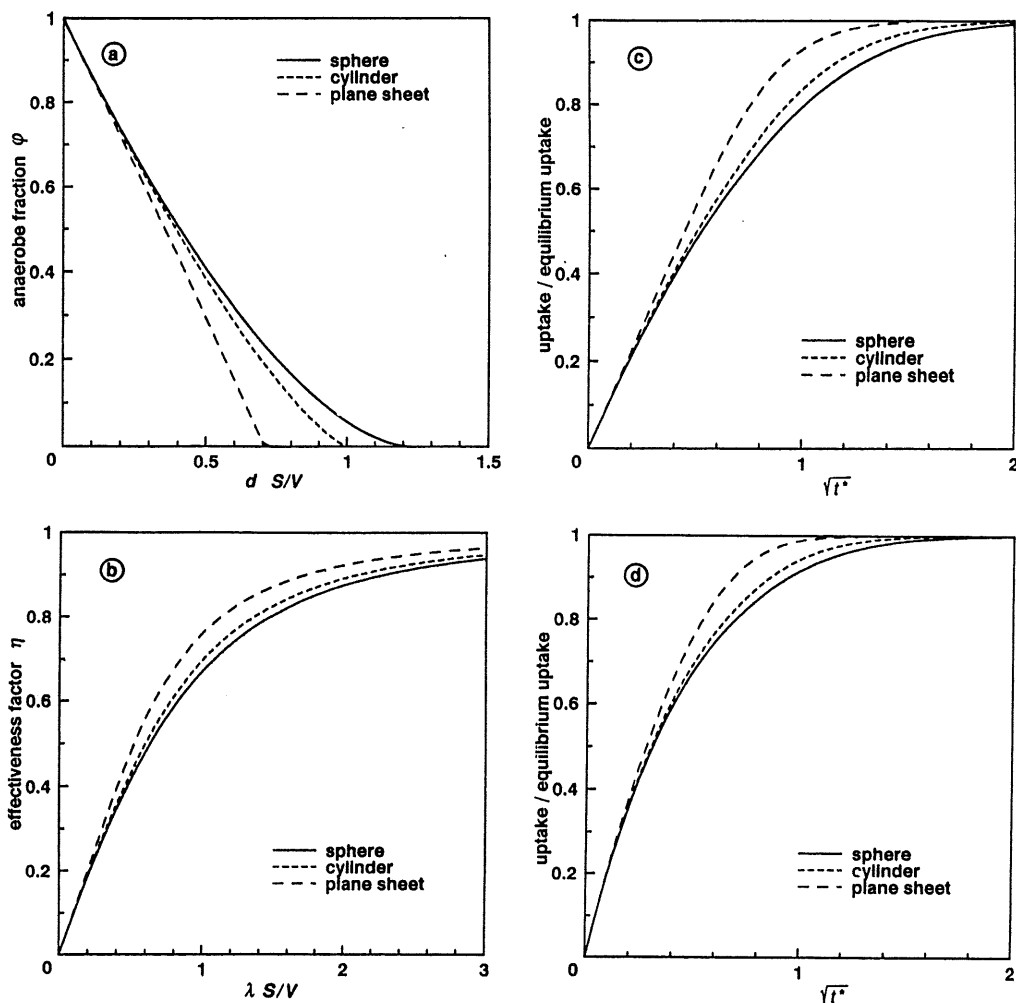 a
sphere
cylinder
plane sheet
anaerobe fraction φ
1
0.8
0.6
0.4
0.2
0
0.5
1
1.5
d S/V
c
uptake / equilibrium uptake
1
0.8
0.6
0.4
0.2
sphere
cylinder
plane sheet
0
1
2
√t*
b
effectiveness factor η
1
0.8
0.6
0.4
0.2
sphere
cylinder
plane sheet
0
1
2
3
λ S/V
d
uptake / equilibrium uptake
1
0.8
0.6
0.4
0.2
sphere
cylinder
plane sheet
0
1
2
√t*